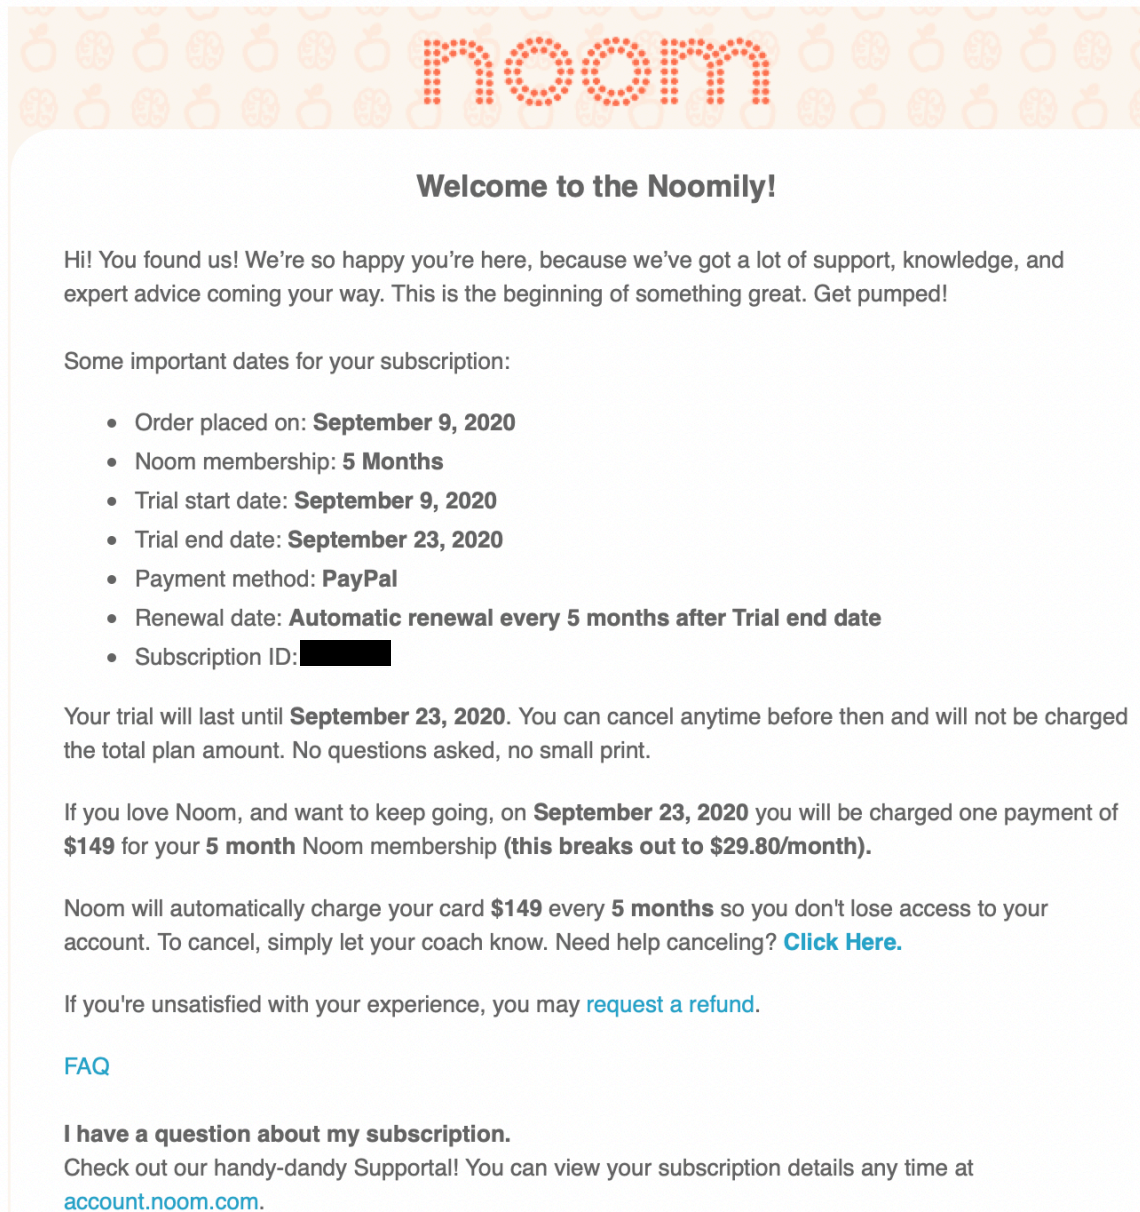 noom
Welcome to the Noomily!
Hi! You found us! We’re so happy you’re here, because we’ve got a lot of support, knowledge, and
expert advice coming your way. This is the beginning of something great. Get pumped!
Some important dates for your subscription:
• Order placed on: September 9, 2020
• Noom membership: 5 Months
• Trial start date: September 9, 2020
• Trial end date: September 23, 2020
• Payment method: PayPal
• Renewal date: Automatic renewal every 5 months after Trial end date
• Subscription ID:
Your trial will last until September 23, 2020. You can cancel anytime before then and will not be charged
the total plan amount. No questions asked, no small print.
If you love Noom, and want to keep going, on September 23, 2020 you will be charged one payment of
$149 for your 5 month Noom membership (this breaks out to $29.80/month).
Noom will automatically charge your card $149 every 5 months so you don't lose access to your
account. To cancel, simply let your coach know. Need help canceling? Click Here.
If you're unsatisfied with your experience, you may request a refund.
FAQ
I have a question about my subscription.
Check out our handy-dandy Supportal! You can view your subscription details any time at
account.noom.com.